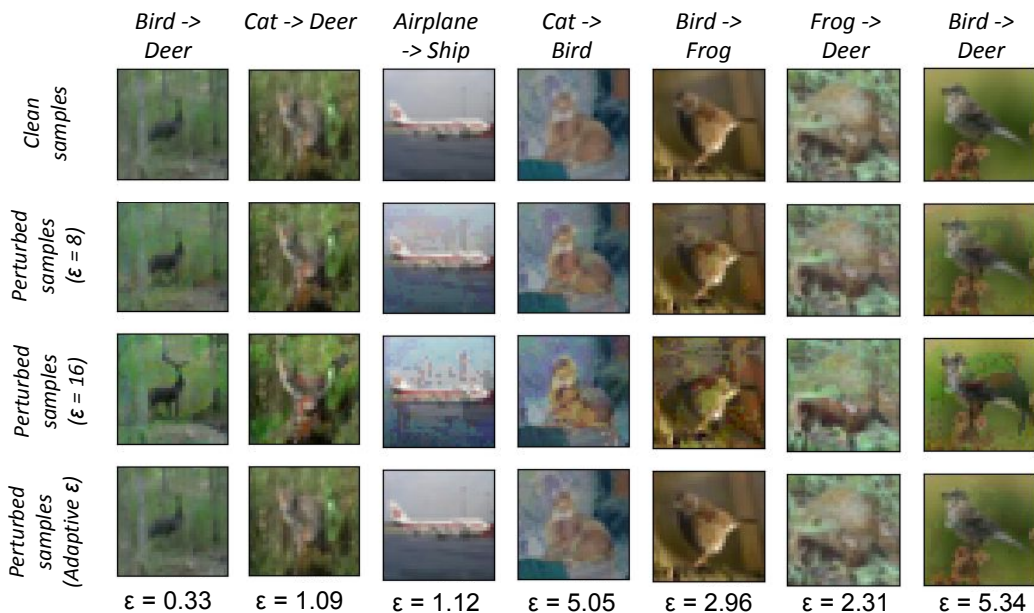 Bird -> Deer
Cat -> Deer
Airplane -> Ship
Cat -> Bird
Bird -> Frog
Frog -> Deer
Bird -> Deer
Clean samples
Perturbed samples (ε = 8)
Perturbed samples (ε = 16)
Perturbed samples (Adaptive ε)
ε = 0.33
ε = 1.09
ε = 1.12
ε = 5.05
ε = 2.96
ε = 2.31
ε = 5.34